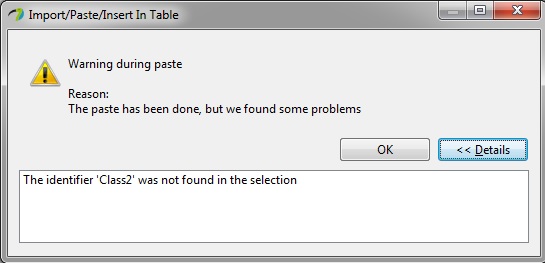 Import/Paste/Insert In Table
Warning during paste
Reason:
The paste has been done, but we found some problems
OK
<< Details
The identifier 'Class2' was not found in the selection